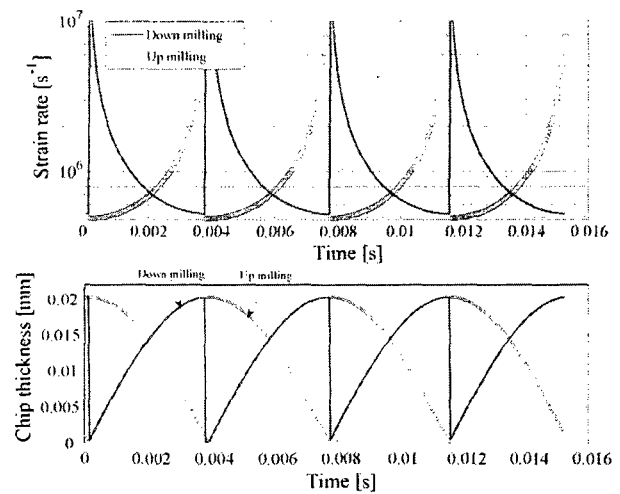 10⁷
Down milling
Up milling
Strain rate [s⁻¹]
10⁶
0 0.002 0.004 0.006 0.008 0.01 0.012 0.014 0.016
Time [s]
Down milling Up milling
Chip thickness [mm]
0.02
0.015
0.01
0.005
0
0 0.002 0.004 0.006 0.008 0.01 0.012 0.014 0.016
Time [s]